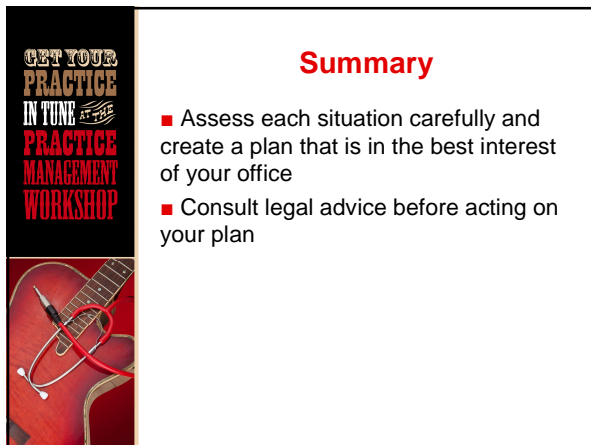 GET YOUR
PRACTICE
IN TUNE AT THE
PRACTICE
MANAGEMENT
WORKSHOP
Summary
■ Assess each situation carefully and
create a plan that is in the best interest
of your office
■ Consult legal advice before acting on
your plan